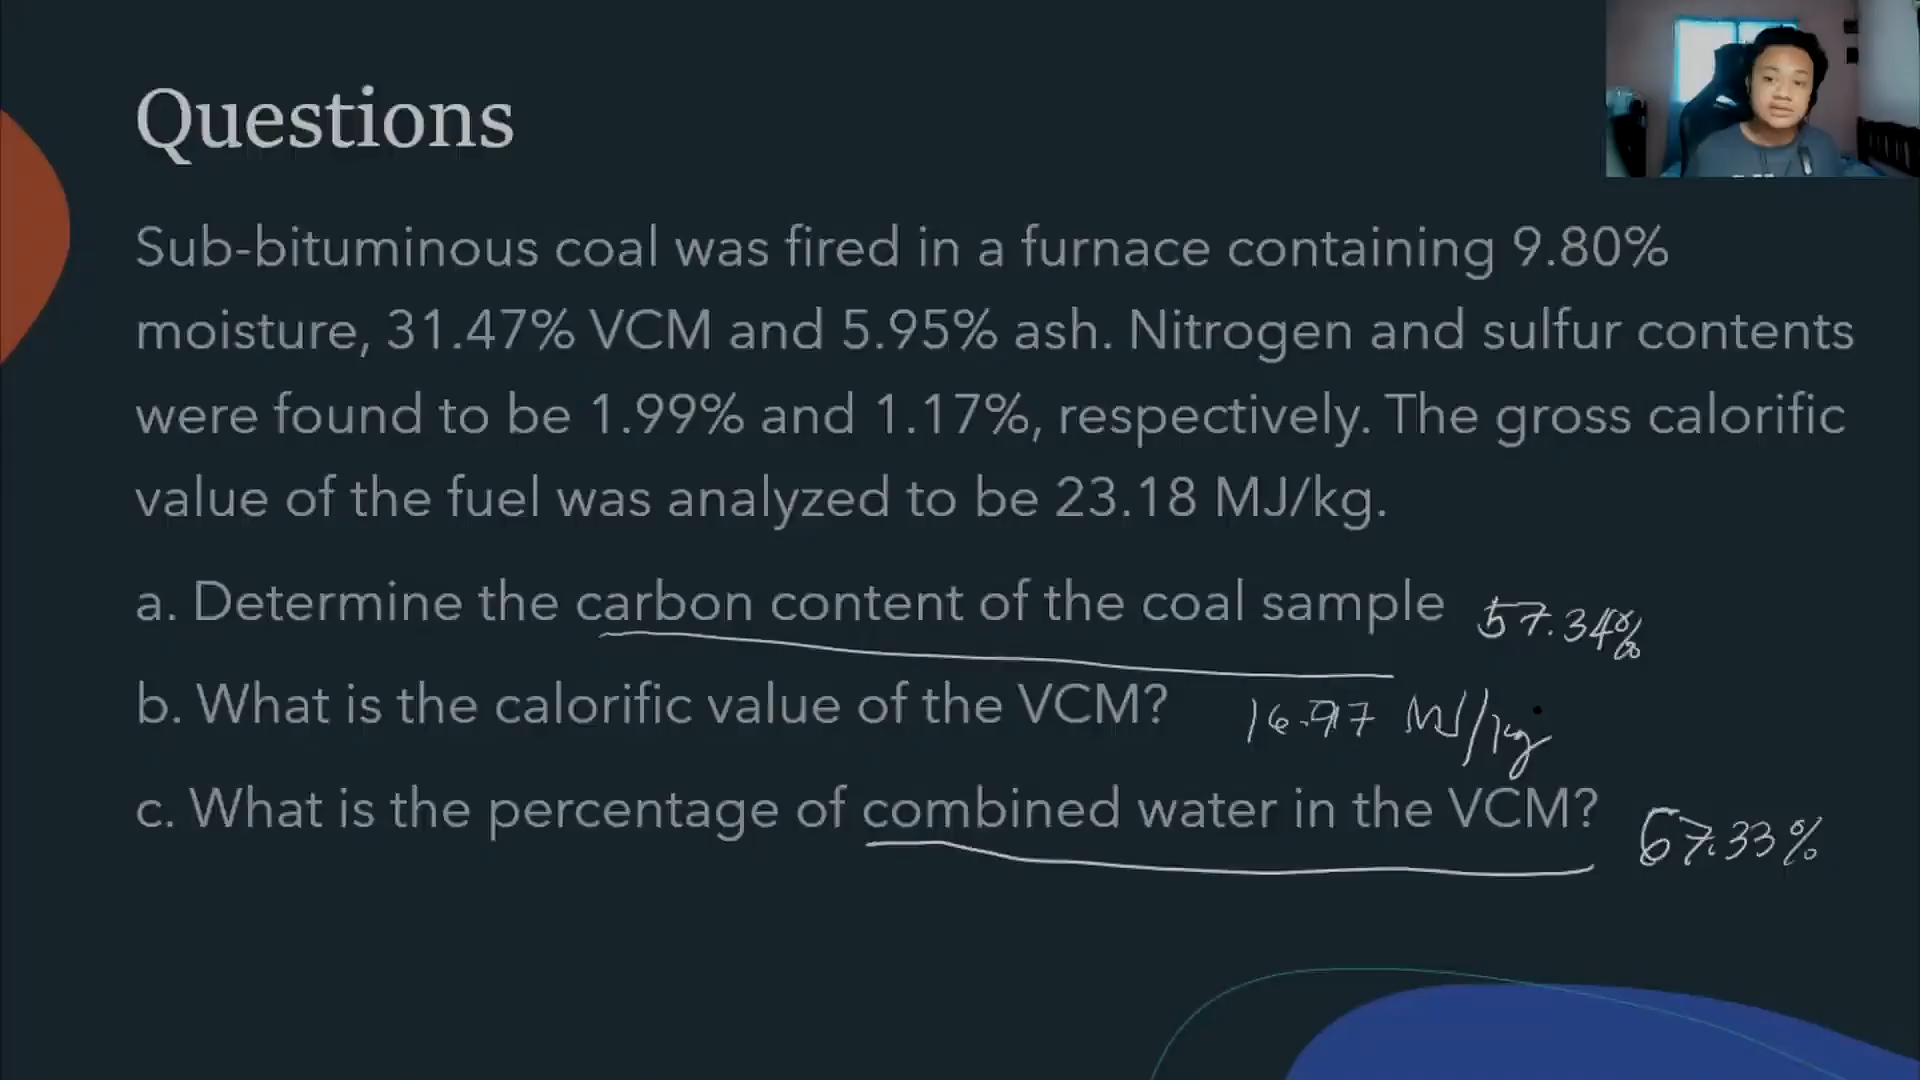 Questions
Sub-bituminous coal was fired in a furnace containing 9.80%
moisture, 31.47% VCM and 5.95% ash. Nitrogen and sulfur contents
were found to be 1.99% and 1.17%, respectively. The gross calorific
value of the fuel was analyzed to be 23.18 MJ/kg.
a. Determine the carbon content of the coal sample 57.34%
b. What is the calorific value of the VCM? 16.97 MJ/kg
c. What is the percentage of combined water in the VCM? 67.33%